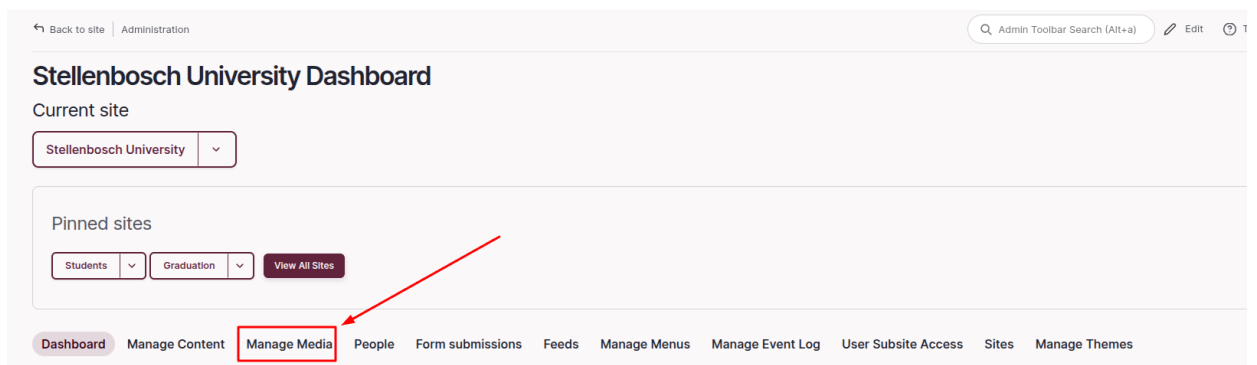 Back to site Administration Admin Toolbar Search (Alt+a) Edit
Stellenbosch University Dashboard
Current site
Stellenbosch University
Pinned sites
Students Graduation View All Sites
Dashboard Manage Content Manage Media People Form submissions Feeds Manage Menus Manage Event Log User Subsite Access Sites Manage Themes